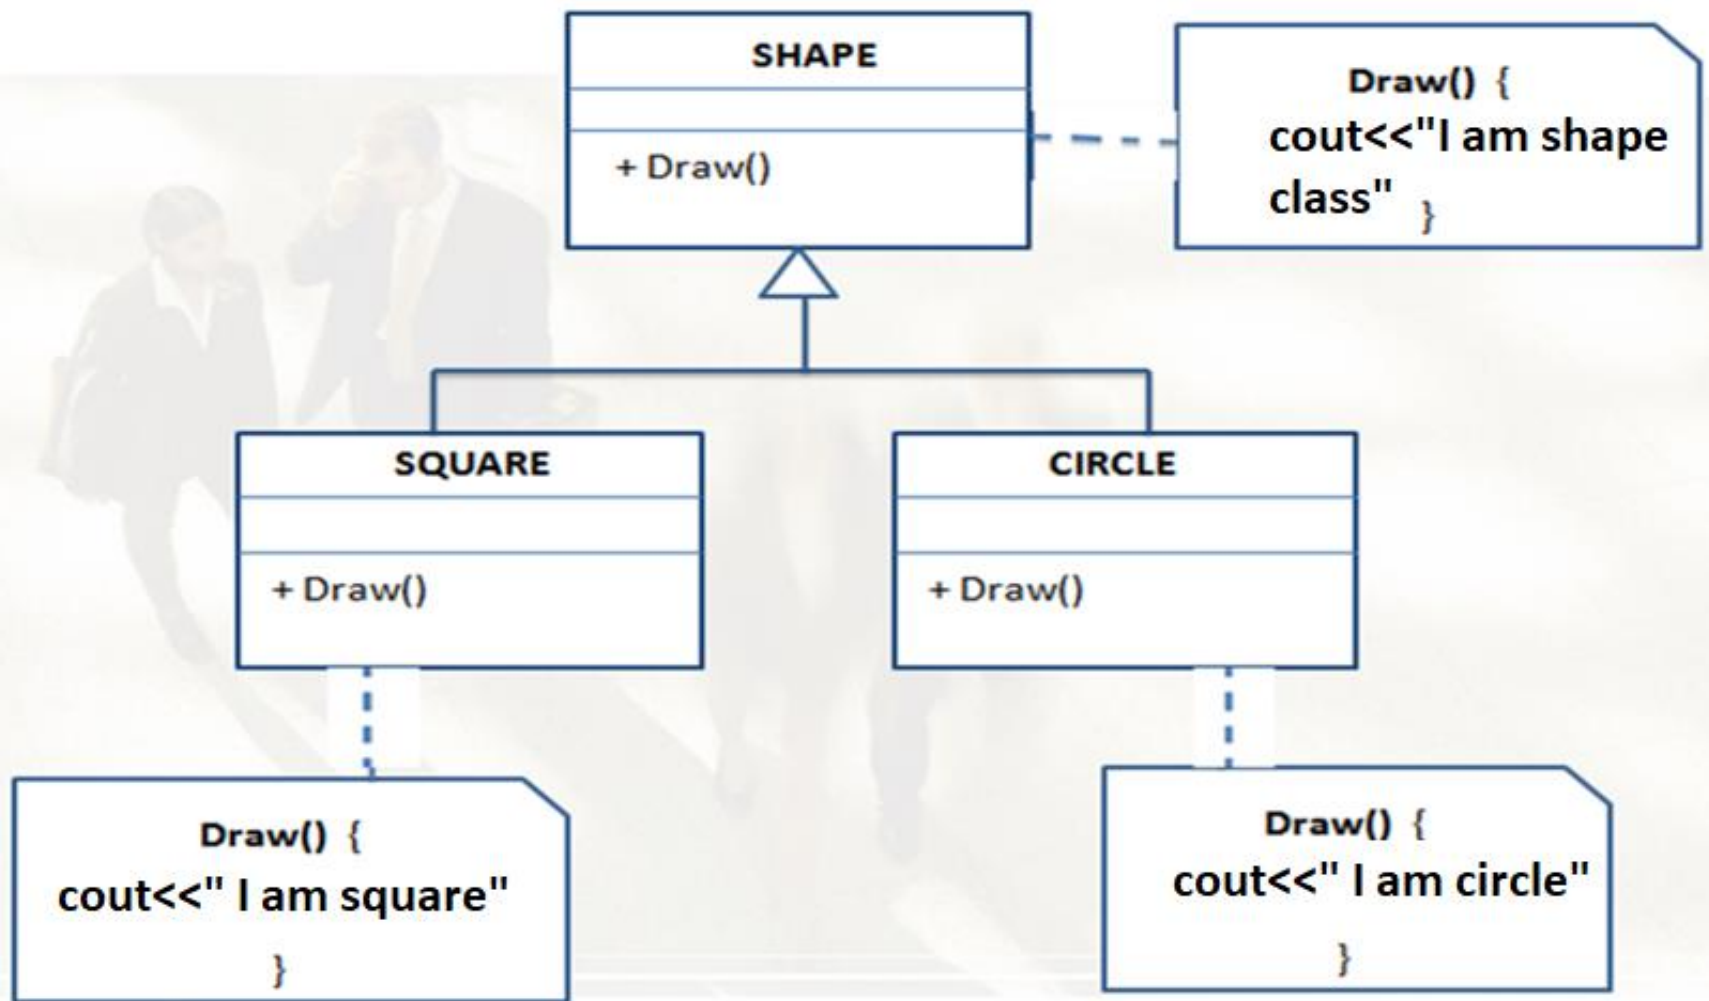 SHAPE
+ Draw()
Draw() {
cout<<"I am shape
class" }
SQUARE
+ Draw()
CIRCLE
+ Draw()
Draw() {
cout<<" I am square"
}
Draw() {
cout<<" I am circle"
}